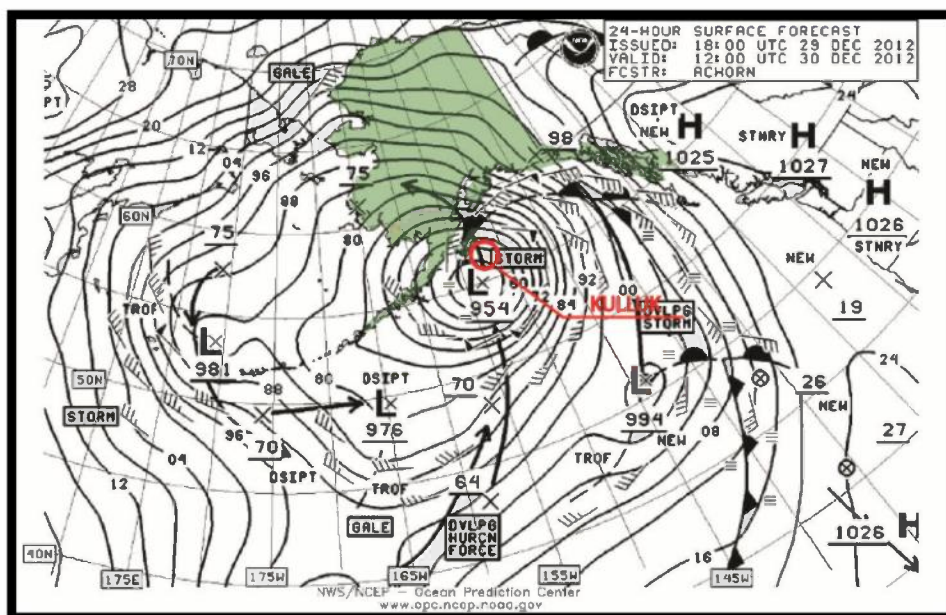 24-HOUR SURFACE FORECAST
ISSUED: 18:00 UTC 29 DEC 2012
VALID: 12:00 UTC 30 DEC 2012
FCSTR: ACHORN
70N
GALE
28
PT
20
12
04
96
88
75
98
DSIPT
NEW H
1025
STNRY H
1027
24
NEW
H
1026
STNRY
60N
75
80
STORM
L
954
60
92
84
00
KULLUK
DVLPG
STORM
NEW
19
TROF
L
981
50N
88
80
DSIPT
L
976
70
L
994
NEW
08
26
NEW
24
27
STORM
96
70
DSIPT
04
12
TROF
TROF
64
GALE
DVLPG
HURCN
FORCE
16
1026
H
40N
175E
175W
165W
155W
145W
NWS/NCEP – Ocean Prediction Center
www.opc.ncep.noaa.gov